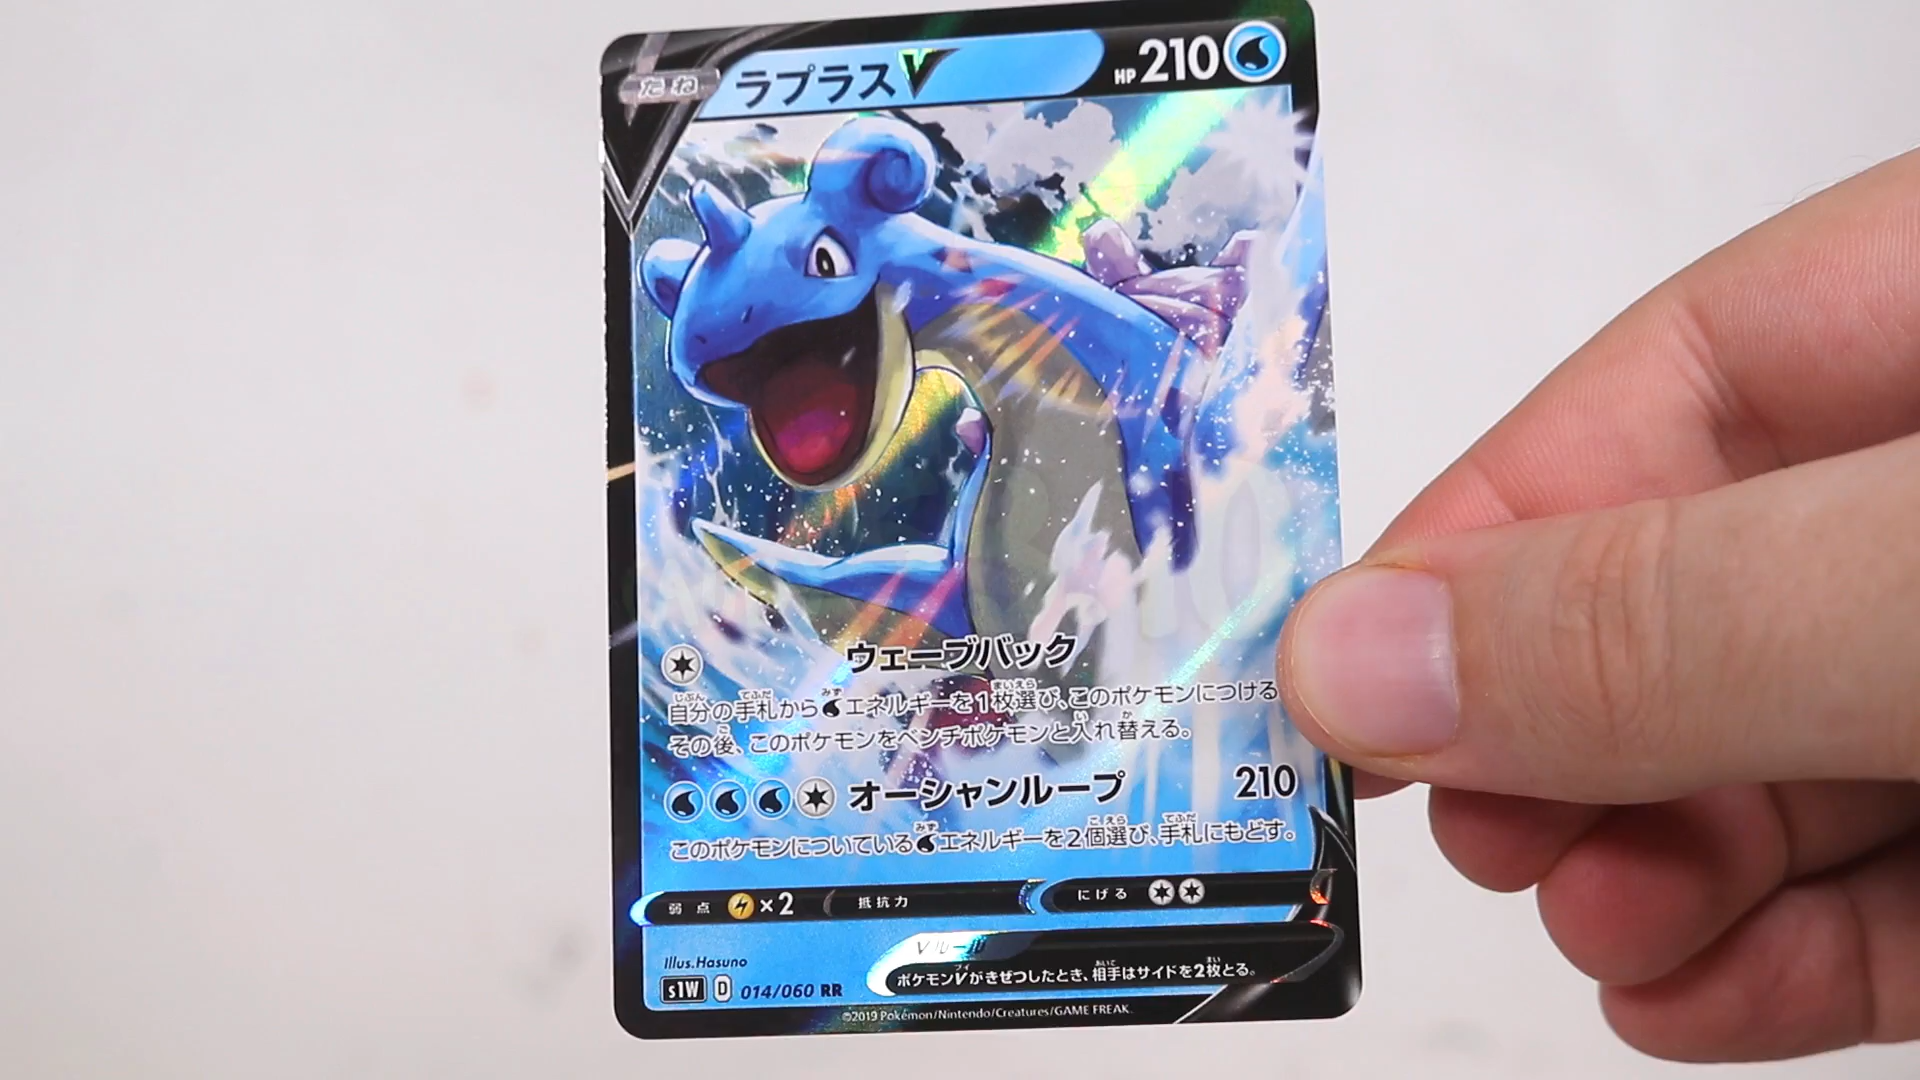 たね ラプラスV HP 210
ウェーブバック
自分の手札からエネルギーを1枚選び、このポケモンにつける
その後、このポケモンをベンチポケモンと入れ替える。
オーシャンループ 210
このポケモンについているエネルギーを2個選び、手札にもどす。
弱点 ×2 抵抗力 にげる
Vルール
ポケモンVがきぜつしたとき、相手はサイドを2枚とる。
Illus.Hasuno
s1W D 014/060 RR
©2019 Pokémon/Nintendo/Creatures/GAME FREAK.